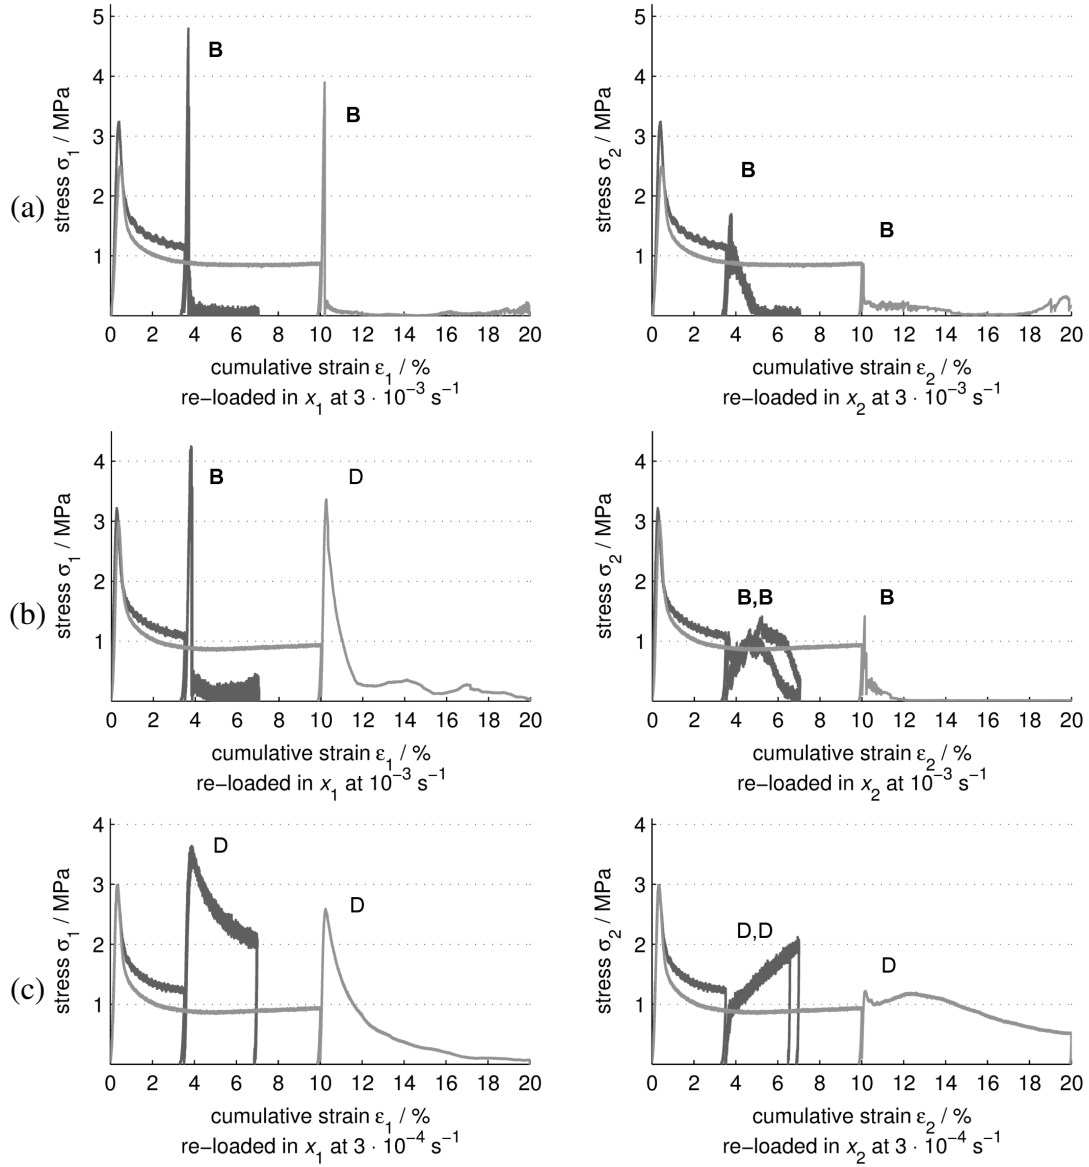 (a)
stress σ1 / MPa
5
4
3
2
1
B
B
0 2 4 6 8 10 12 14 16 18 20
cumulative strain ε1 / %
re−loaded in x1 at 3 · 10−3 s−1
stress σ2 / MPa
5
4
3
2
1
B
B
0 2 4 6 8 10 12 14 16 18 20
cumulative strain ε2 / %
re−loaded in x2 at 3 · 10−3 s−1
(b)
stress σ1 / MPa
4
3
2
1
B
D
0 2 4 6 8 10 12 14 16 18 20
cumulative strain ε1 / %
re−loaded in x1 at 10−3 s−1
stress σ2 / MPa
4
3
2
1
B,B
B
0 2 4 6 8 10 12 14 16 18 20
cumulative strain ε2 / %
re−loaded in x2 at 10−3 s−1
(c)
stress σ1 / MPa
4
3
2
1
D
D
0 2 4 6 8 10 12 14 16 18 20
cumulative strain ε1 / %
re−loaded in x1 at 3 · 10−4 s−1
stress σ2 / MPa
4
3
2
1
D,D
D
0 2 4 6 8 10 12 14 16 18 20
cumulative strain ε2 / %
re−loaded in x2 at 3 · 10−4 s−1